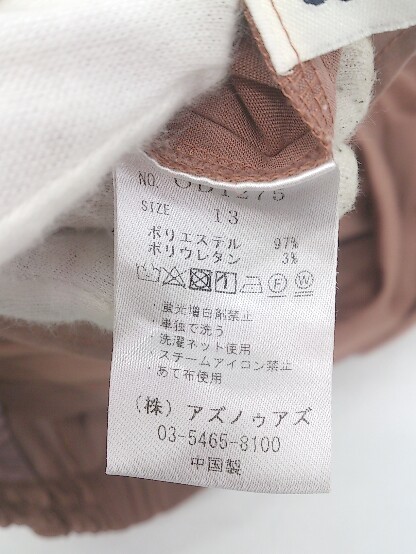 NO. OD1275
SIZE 13
ポリエステル 97%
ポリウレタン 3%
・蛍光増白剤禁止
・単独で洗う
・洗濯ネット使用
・スチームアイロン禁止
・あて布使用
(株)アズノゥアズ
03-5465-8100
中国製